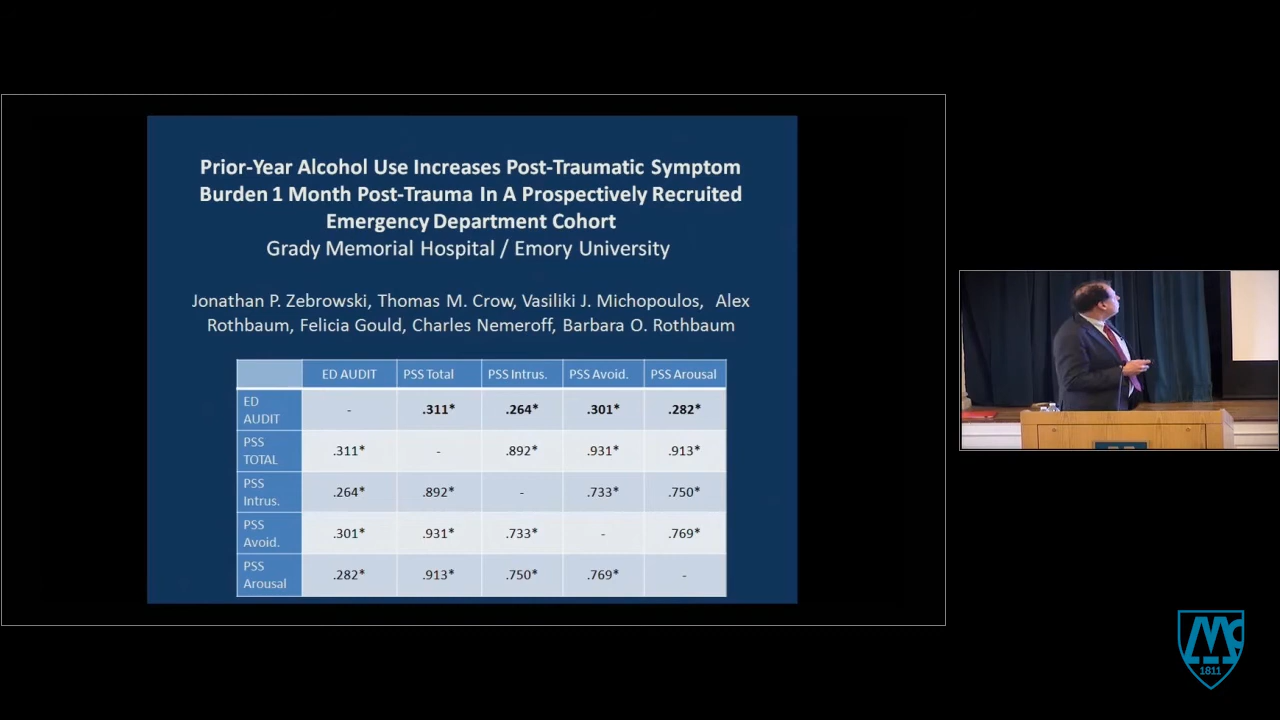 Prior-Year Alcohol Use Increases Post-Traumatic Symptom
Burden 1 Month Post-Trauma In A Prospectively Recruited
Emergency Department Cohort
Grady Memorial Hospital / Emory University
Jonathan P. Zebrowski, Thomas M. Crow, Vasiliki J. Michopoulos, Alex
Rothbaum, Felicia Gould, Charles Nemeroff, Barbara O. Rothbaum
ED AUDIT PSS Total PSS Intrus. PSS Avoid. PSS Arousal
ED
AUDIT
- .311* .264* .301* .282*
PSS
TOTAL
.311* - .892* .931* .913*
PSS
Intrus.
.264* .892* - .733* .750*
PSS
Avoid.
.301* .931* .733* - .769*
PSS
Arousal
.282* .913* .750* .769* -
1811